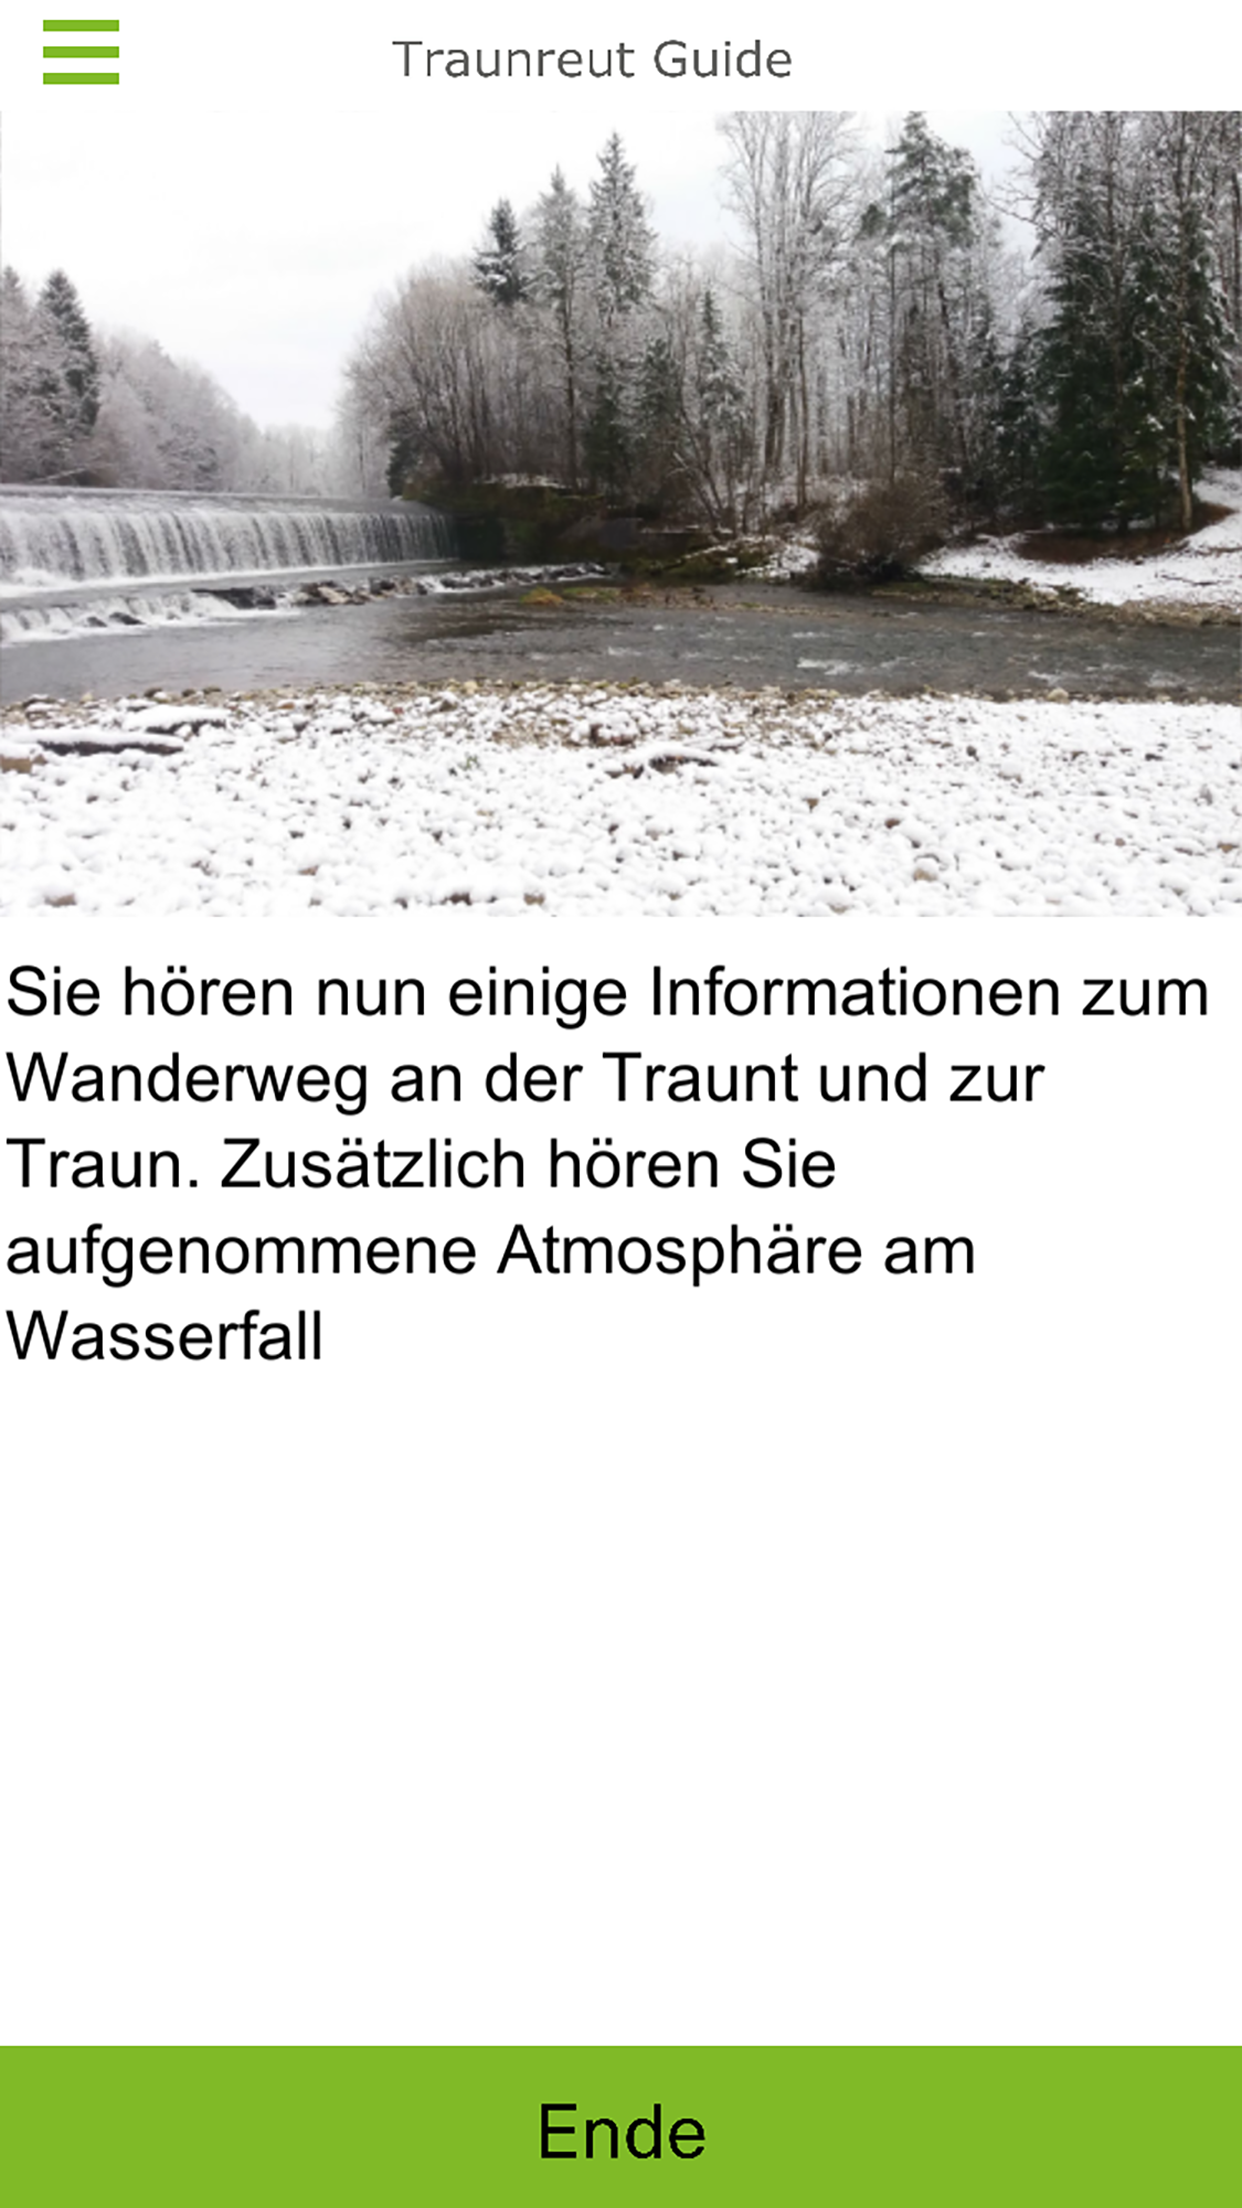 Traunreut Guide
Sie hören nun einige Informationen zum
Wanderweg an der Traunt und zur
Traun. Zusätzlich hören Sie
aufgenommene Atmosphäre am
Wasserfall
Ende